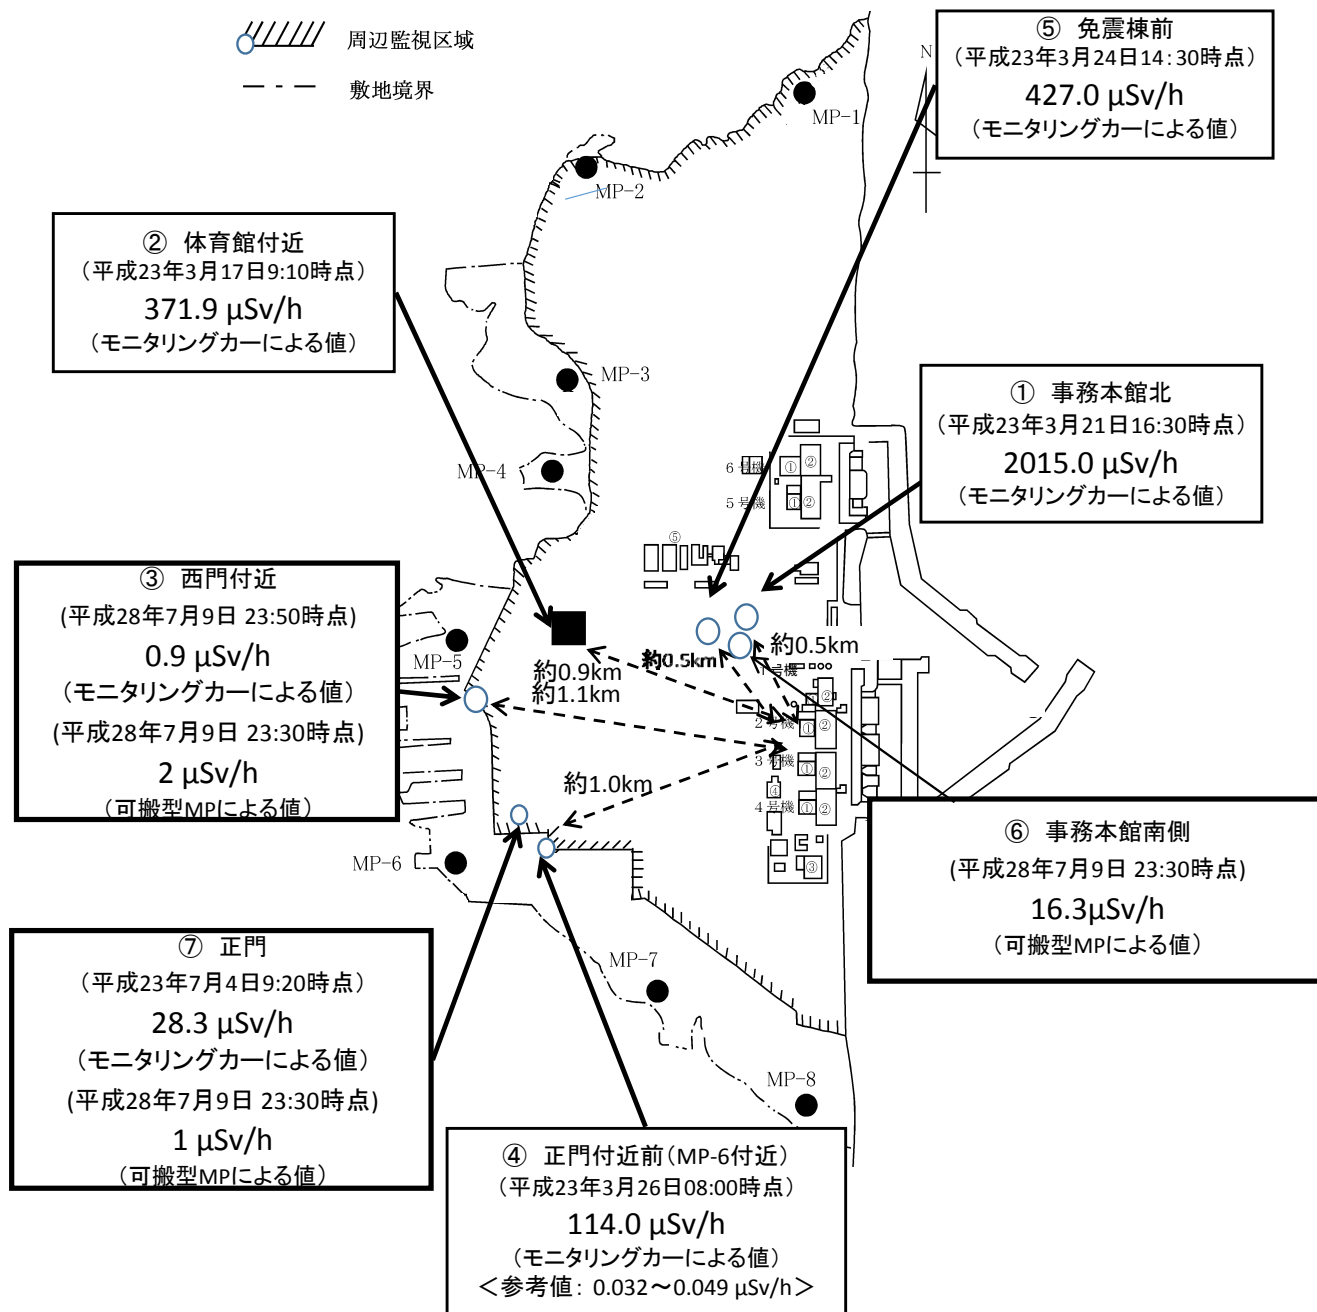 周辺監視区域
敷地境界
⑤ 免震棟前
（平成23年3月24日14：30時点）
427.0 μSv/h
（モニタリングカーによる値）
N
MP-1
MP-2
② 体育館付近
（平成23年3月17日9:10時点）
371.9 μSv/h
（モニタリングカーによる値）
MP-3
MP-4
① 事務本館北
（平成23年3月21日16:30時点）
2015.0 μSv/h
（モニタリングカーによる値）
6号機
①
②
5号機
①
②
⑤
③ 西門付近
(平成28年7月9日 23:50時点)
0.9 μSv/h
（モニタリングカーによる値）
(平成28年7月9日 23:30時点)
2 μSv/h
（可搬型MPによる値）
MP-5
約0.9km
約1.1km
約0.5km
約0.5km
1号機
②
2号機
①
②
3号機
①
②
④
4号機
①
②
③
約1.0km
MP-6
⑥ 事務本館南側
(平成28年7月9日 23:30時点)
16.3μSv/h
（可搬型MPによる値）
⑦ 正門
（平成23年7月4日9:20時点）
28.3 μSv/h
（モニタリングカーによる値）
(平成28年7月9日 23:30時点)
1 μSv/h
（可搬型MPによる値）
MP-7
MP-8
④ 正門付近前（MP-6付近）
（平成23年3月26日08:00時点）
114.0 μSv/h
（モニタリングカーによる値）
＜参考値： 0.032～0.049 μSv/h＞